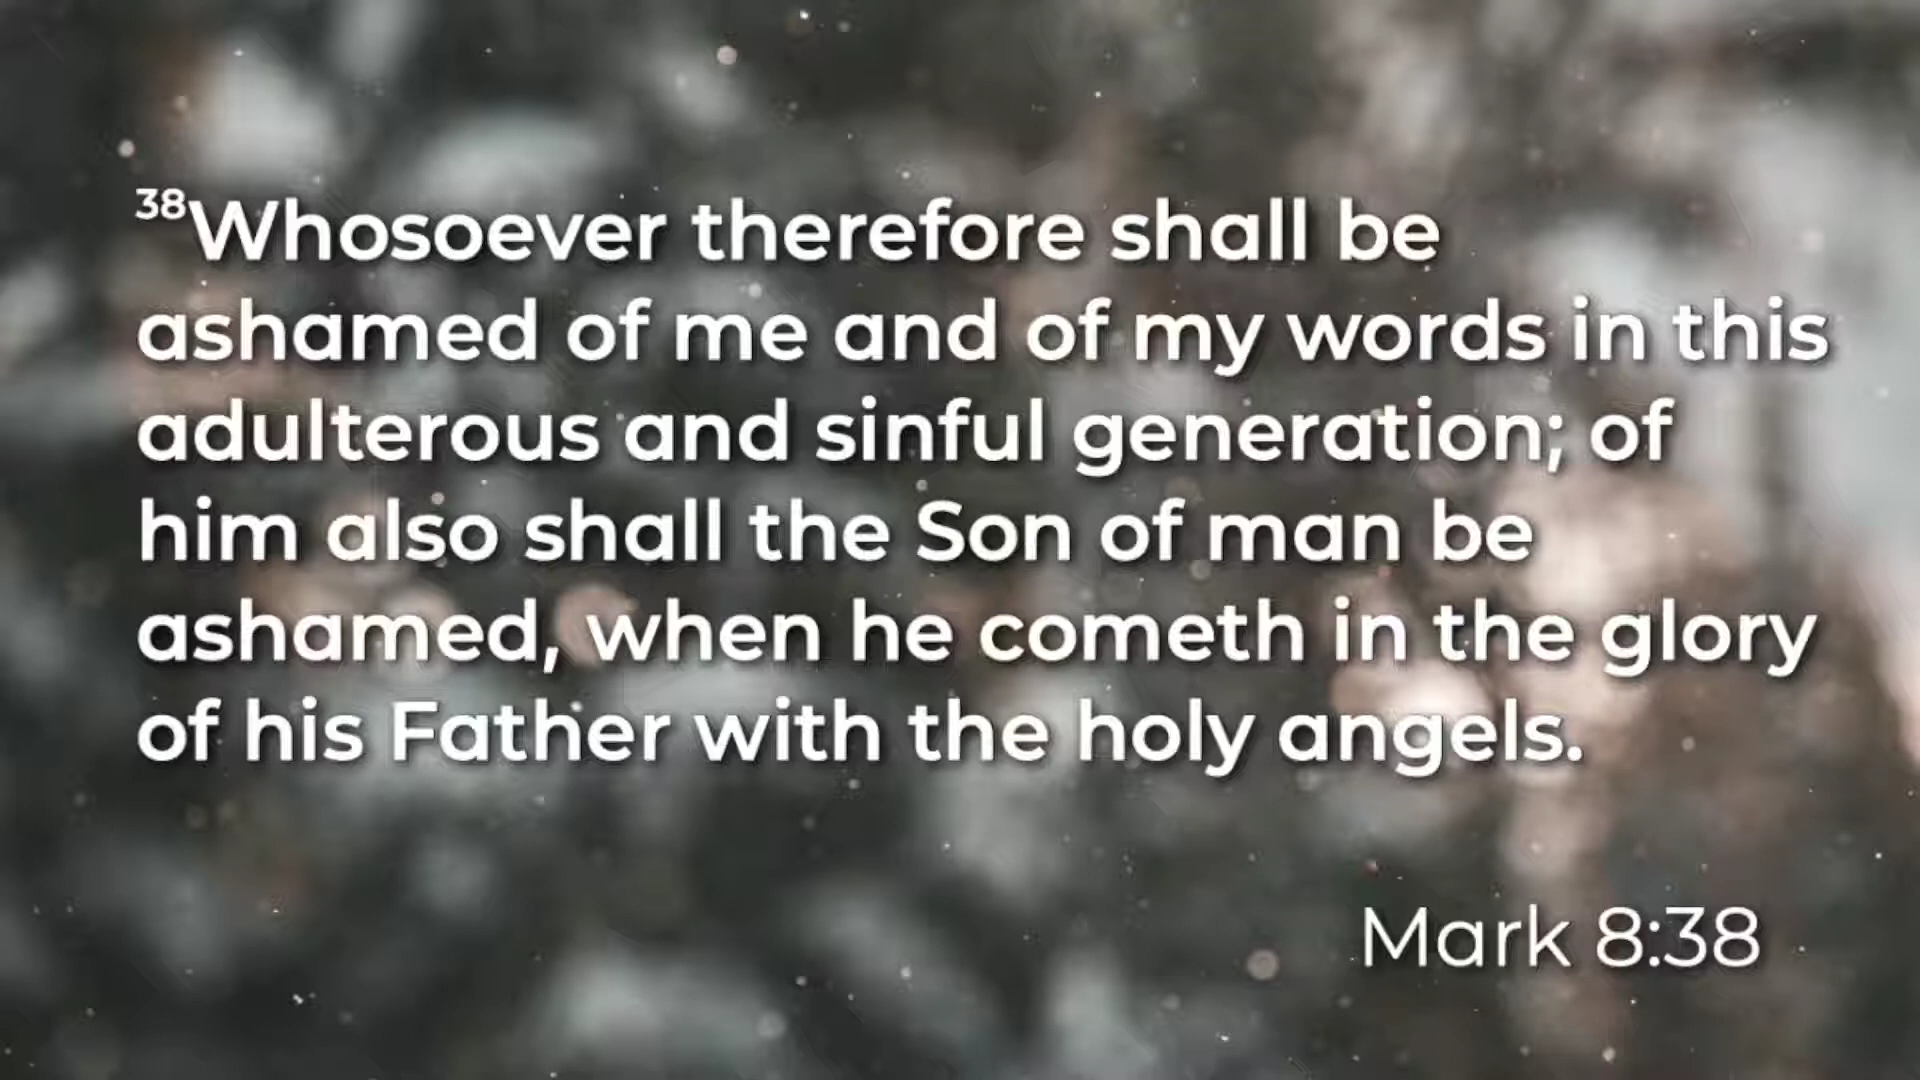 38Whosoever therefore shall be
ashamed of me and of my words in this
adulterous and sinful generation; of
him also shall the Son of man be
ashamed, when he cometh in the glory
of his Father with the holy angels.
Mark 8:38